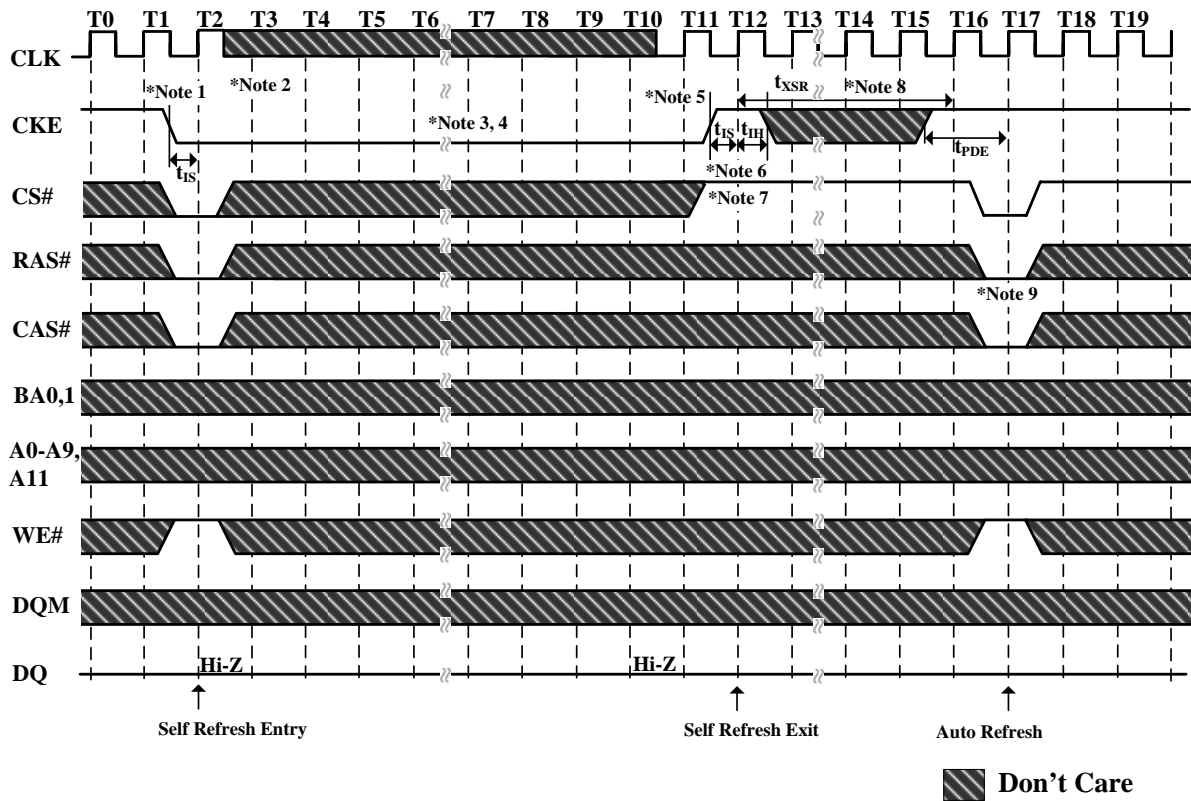 T0 T1 T2 T3 T4 T5 T6 T7 T8 T9 T10 T11 T12 T13 T14 T15 T16 T17 T18 T19
CLK
*Note 1 *Note 2 *Note 5 tXSR *Note 8
CKE *Note 3, 4 tIS tIH
tIS tPDE
*Note 6
CS# *Note 7
RAS#
*Note 9
CAS#
BA0,1
A0-A9,
A11
WE#
DQM
DQ Hi-Z Hi-Z
Self Refresh Entry Self Refresh Exit Auto Refresh
Don't Care